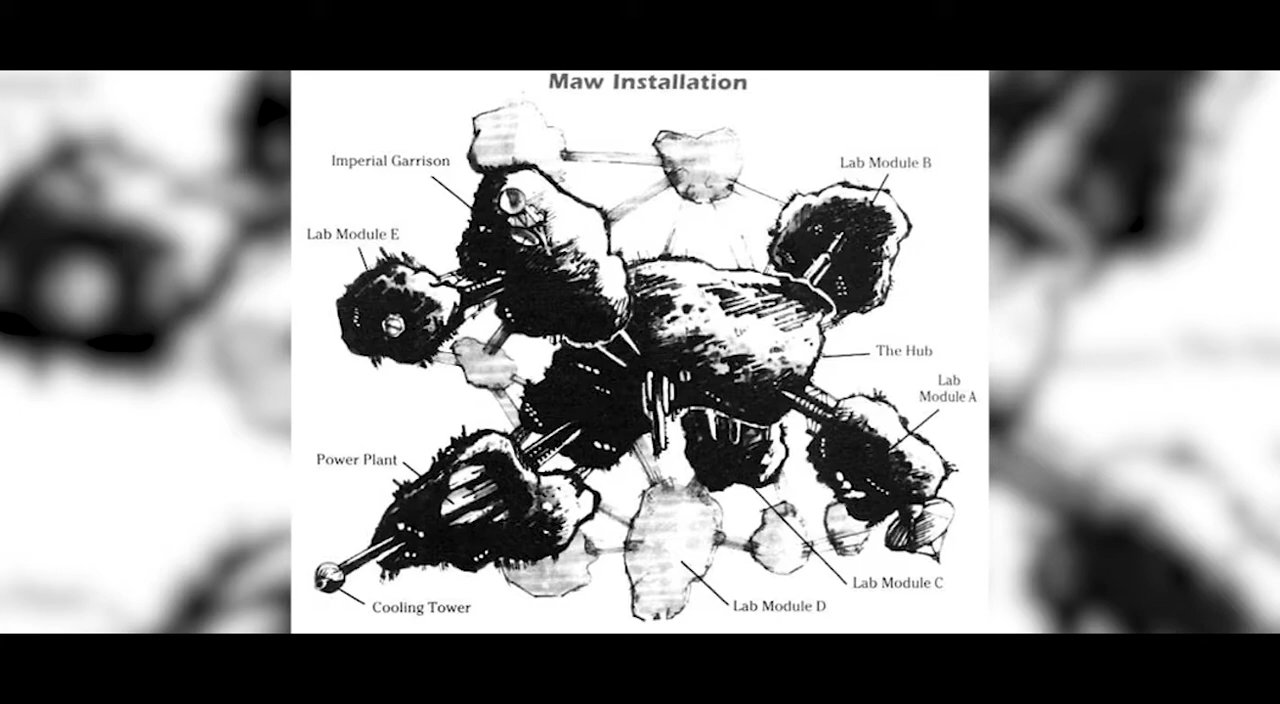 Maw Installation
Imperial Garrison
Lab Module B
Lab Module E
The Hub
Lab
Module A
Power Plant
Lab Module C
Cooling Tower
Lab Module D